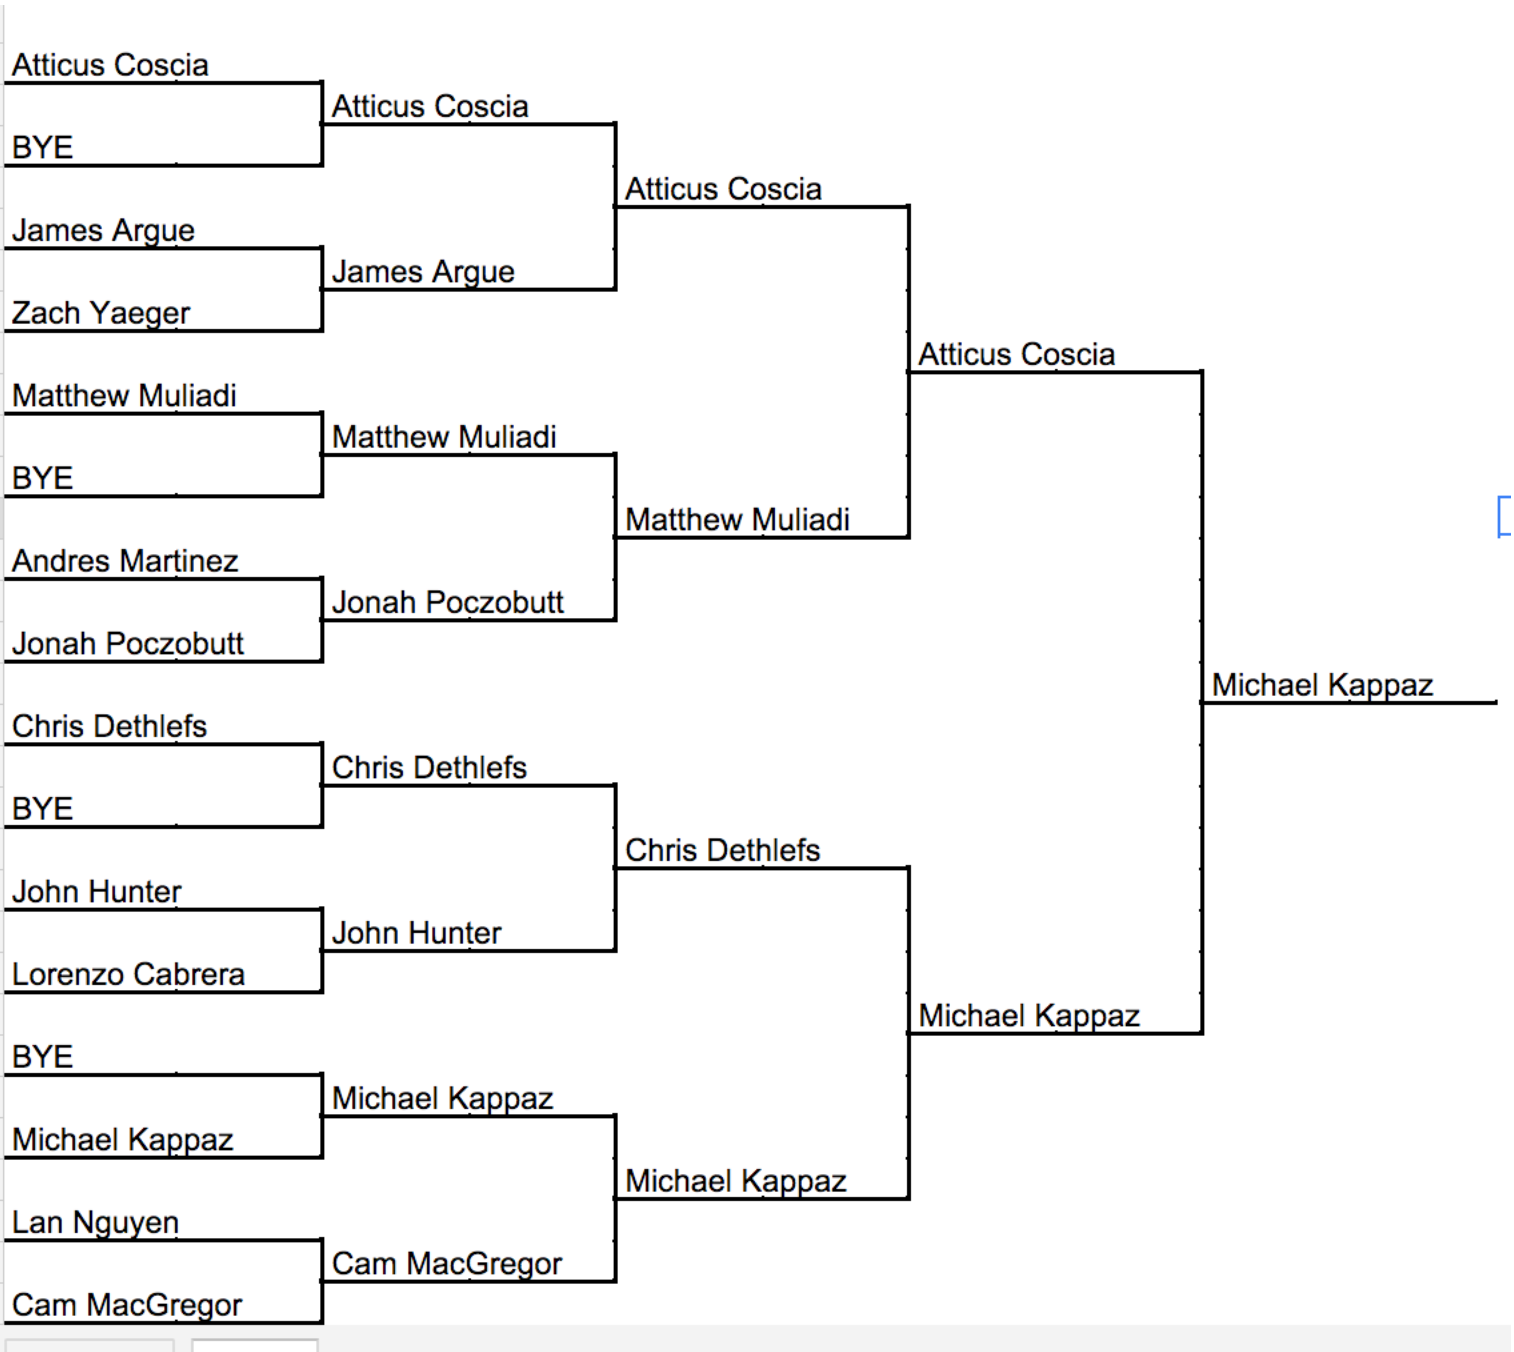 Atticus Coscia
BYE
James Argue
Zach Yaeger
Matthew Muliadi
BYE
Andres Martinez
Jonah Poczobutt
Chris Dethlefs
BYE
John Hunter
Lorenzo Cabrera
BYE
Michael Kappaz
Lan Nguyen
Cam MacGregor
Atticus Coscia
James Argue
Matthew Muliadi
Jonah Poczobutt
Chris Dethlefs
John Hunter
Michael Kappaz
Cam MacGregor
Atticus Coscia
Matthew Muliadi
Chris Dethlefs
Michael Kappaz
Atticus Coscia
Michael Kappaz
Michael Kappaz